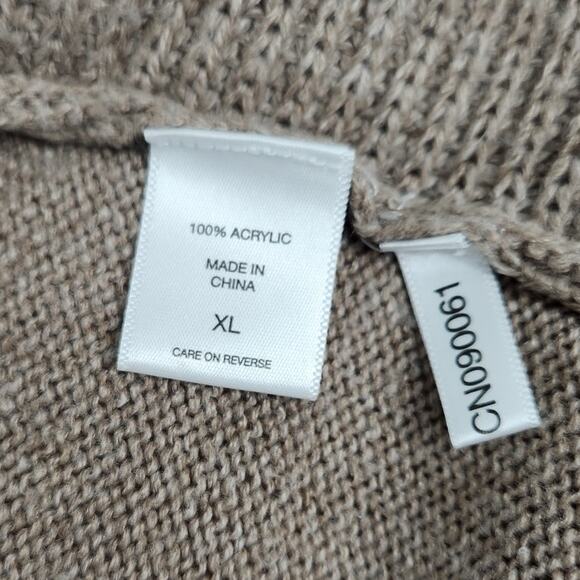 100% ACRYLIC
MADE IN
CHINA
XL
CARE ON REVERSE
CN090061